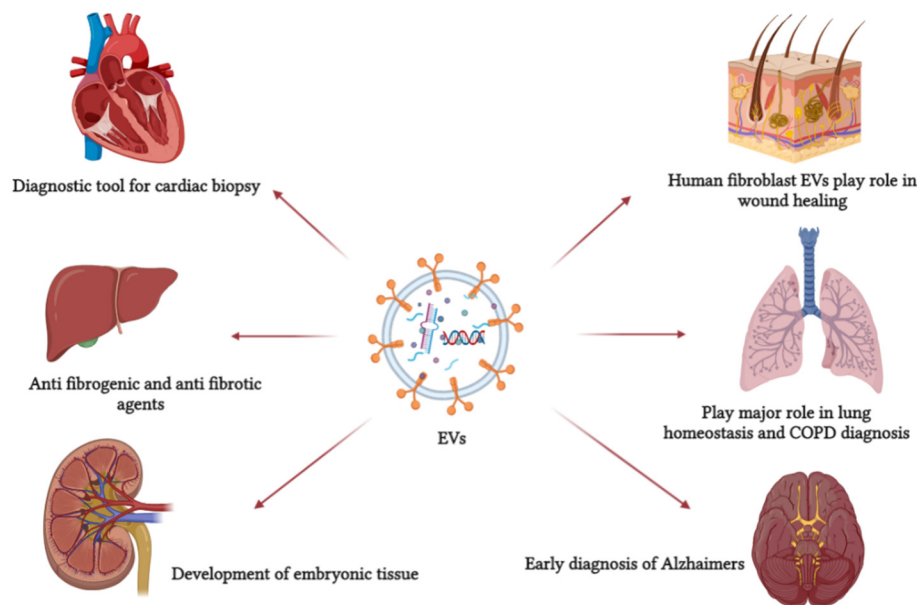 Diagnostic tool for cardiac biopsy
Human fibroblast EVs play role in
wound healing
Anti fibrogenic and anti fibrotic
agents
EVs
Play major role in lung
homeostasis and COPD diagnosis
Development of embryonic tissue
Early diagnosis of Alzhaimers